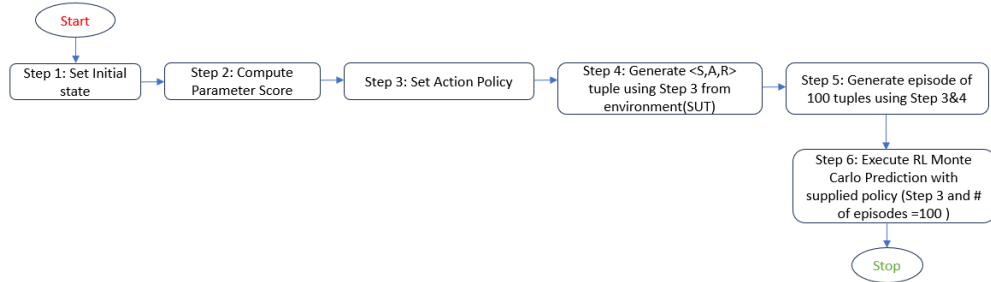 Start
Step 1: Set Initial
state
Step 2: Compute
Parameter Score
Step 3: Set Action Policy
Step 4: Generate <S,A,R>
tuple using Step 3 from
environment(SUT)
Step 5: Generate episode of
100 tuples using Step 3&4
Step 6: Execute RL Monte
Carlo Prediction with
supplied policy (Step 3 and #
of episodes =100 )
Stop